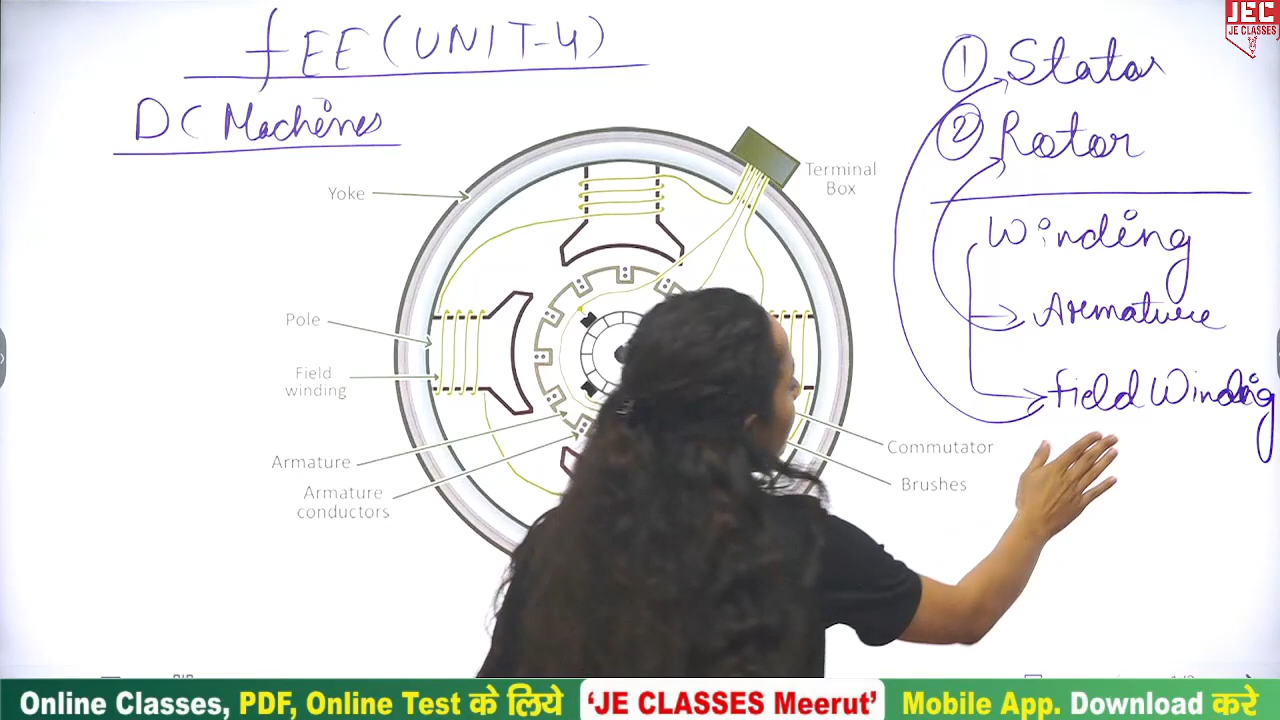 JEC
JE CLASSES
fEE (UNIT-4)
DC Machines
① Stator
② Rotor
Winding
Armature
field Winding
Yoke
Terminal
Box
Pole
Field
winding
Armature
Armature
conductors
Commutator
Brushes
Online Classes, PDF, Online Test के लिये 'JE CLASSES Meerut' Mobile App. Download करे